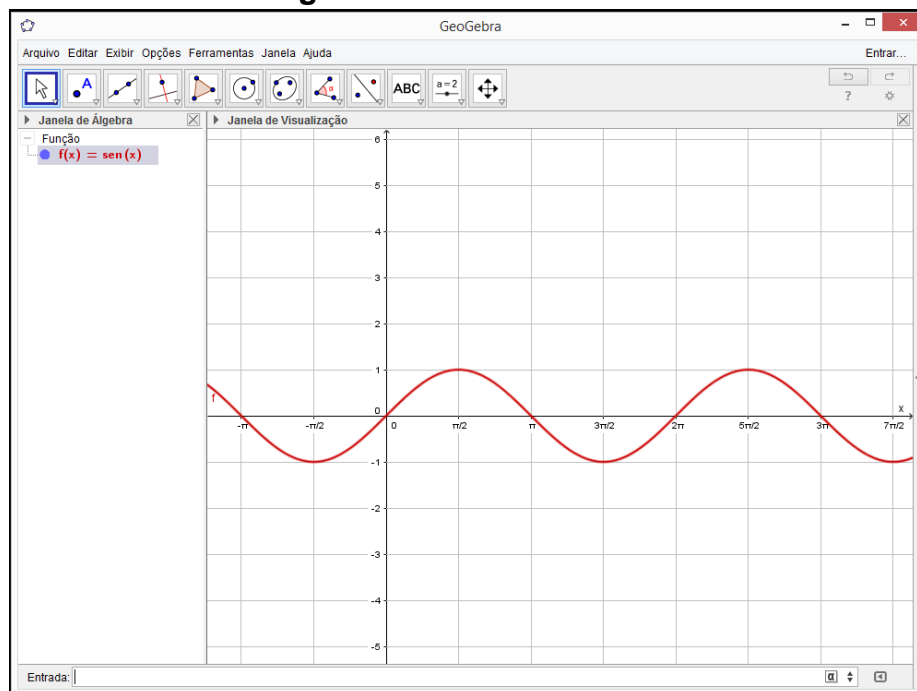 GeoGebra
Arquivo Editar Exibir Opções Ferramentas Janela Ajuda
Entrar...
A
ABC
a=2
?
Janela de Álgebra
Janela de Visualização
Função
f(x) = sen (x)
6
5
4
3
2
1
0
-1
-2
-3
-4
-5
f
x
-π -π/2 0 π/2 π 3π/2 2π 5π/2 3π 7π/2
Entrada:
α